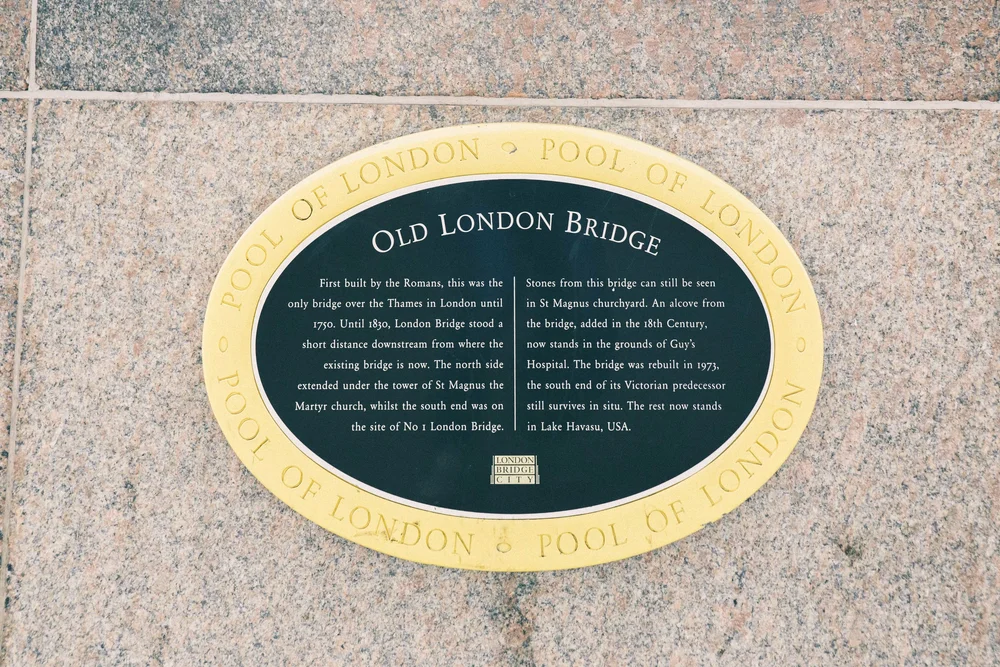 POOL OF LONDON ◦ POOL OF LONDON ◦ POOL OF LONDON ◦ POOL OF LONDON ◦
OLD LONDON BRIDGE
First built by the Romans, this was the
only bridge over the Thames in London until
1750. Until 1830, London Bridge stood a
short distance downstream from where the
existing bridge is now. The north side
extended under the tower of St Magnus the
Martyr church, whilst the south end was on
the site of No 1 London Bridge.
Stones from this bridge can still be seen
in St Magnus churchyard. An alcove from
the bridge, added in the 18th Century,
now stands in the grounds of Guy's
Hospital. The bridge was rebuilt in 1973,
the south end of its Victorian predecessor
still survives in situ. The rest now stands
in Lake Havasu, USA.
LONDON
BRIDGE
CITY